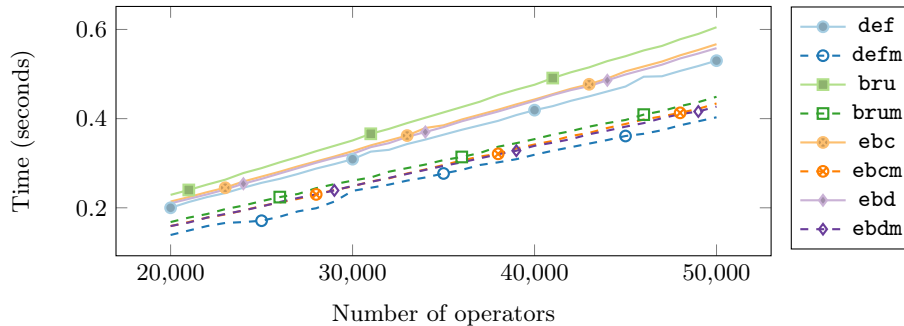 0.6
0.4
0.2
Time (seconds)
20,000 30,000 40,000 50,000
Number of operators
def
defm
bru
brum
ebc
ebcm
ebd
ebdm